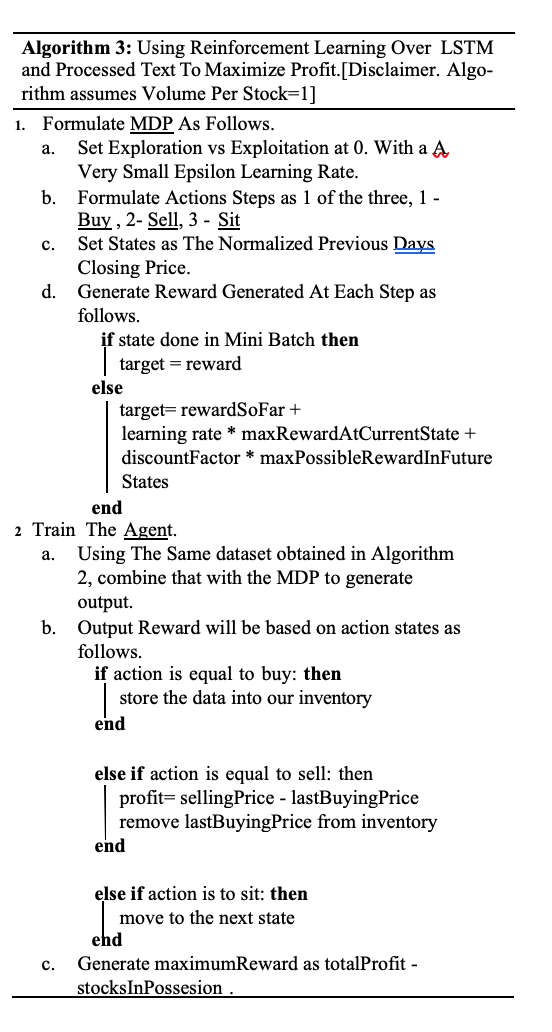 Algorithm 3: Using Reinforcement Learning Over LSTM
and Processed Text To Maximize Profit.[Disclaimer. Algo-
rithm assumes Volume Per Stock=1]
1. Formulate MDP As Follows.
a. Set Exploration vs Exploitation at 0. With a A
Very Small Epsilon Learning Rate.
b. Formulate Actions Steps as 1 of the three, 1 -
Buy , 2- Sell, 3 - Sit
c. Set States as The Normalized Previous Days
Closing Price.
d. Generate Reward Generated At Each Step as
follows.
if state done in Mini Batch then
target = reward
else
target= rewardSoFar +
learning rate * maxRewardAtCurrentState +
discountFactor * maxPossibleRewardInFuture
States
end
2 Train The Agent.
a. Using The Same dataset obtained in Algorithm
2, combine that with the MDP to generate
output.
b. Output Reward will be based on action states as
follows.
if action is equal to buy: then
store the data into our inventory
end
else if action is equal to sell: then
profit= sellingPrice - lastBuyingPrice
remove lastBuyingPrice from inventory
end
else if action is to sit: then
move to the next state
end
c. Generate maximumReward as totalProfit -
stocksInPossesion .